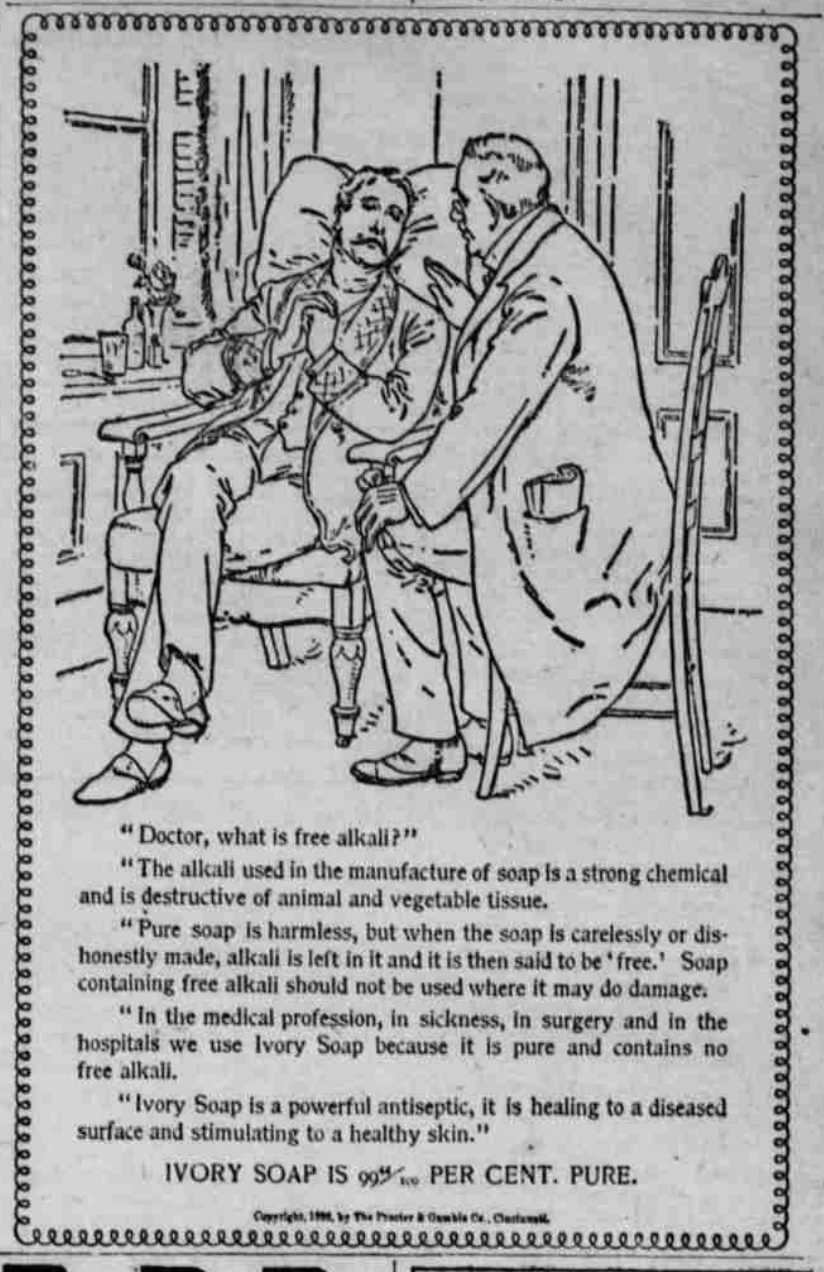 "Doctor, what is free alkali?"
"The alkali used in the manufacture of soap is a strong chemical
and is destructive of animal and vegetable tissue.
"Pure soap is harmless, but when the soap is carelessly or dis-
honestly made, alkali is left in it and it is then said to be 'free.' Soap
containing free alkali should not be used where it may do damage.
"In the medical profession, in sickness, in surgery and in the
hospitals we use Ivory Soap because it is pure and contains no
free alkali.
"Ivory Soap is a powerful antiseptic, it is healing to a diseased
surface and stimulating to a healthy skin."
IVORY SOAP IS 99 44/100 PER CENT. PURE.
Copyright, by The Procter & Gamble Co., Cincinnati.